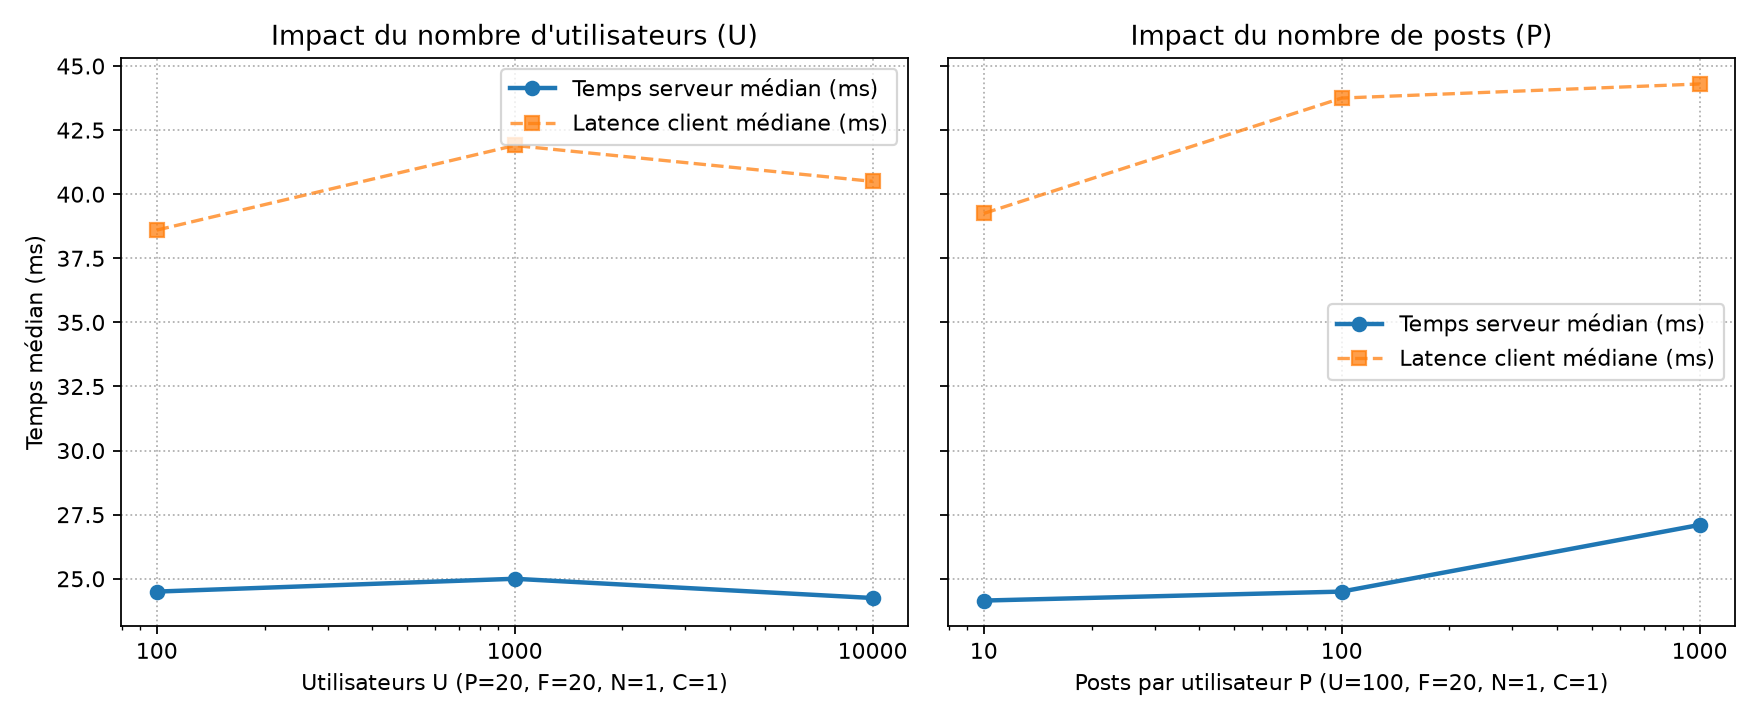 Impact du nombre d'utilisateurs (U)
45.0
42.5
40.0
37.5
35.0
32.5
30.0
27.5
25.0
Temps médian (ms)
Temps serveur médian (ms)
Latence client médiane (ms)
100
1000
10000
Utilisateurs U (P=20, F=20, N=1, C=1)
Impact du nombre de posts (P)
Temps serveur médian (ms)
Latence client médiane (ms)
10
100
1000
Posts par utilisateur P (U=100, F=20, N=1, C=1)